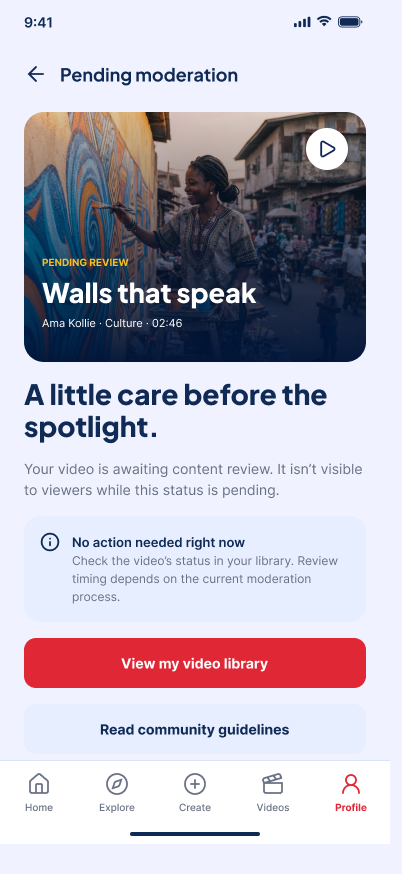 9:41
Pending moderation
PENDING REVIEW
Walls that speak
Ama Kollie · Culture · 02:46
A little care before the
spotlight.
Your video is awaiting content review. It isn’t visible
to viewers while this status is pending.
No action needed right now
Check the video’s status in your library. Review
timing depends on the current moderation
process.
View my video library
Read community guidelines
Home
Explore
Create
Videos
Profile